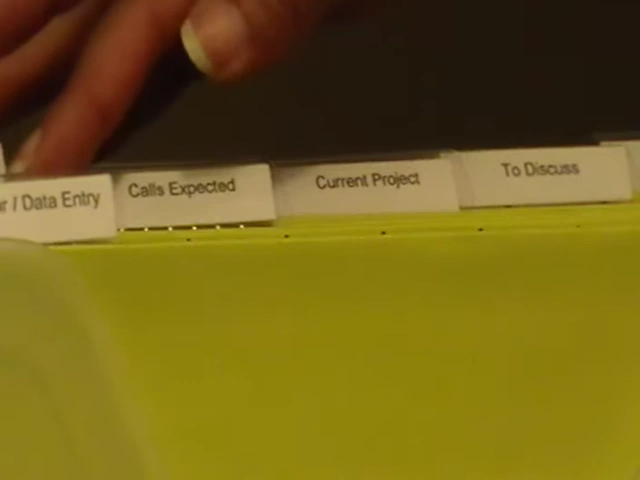 r / Data Entry
Calls Expected
Current Project
To Discuss